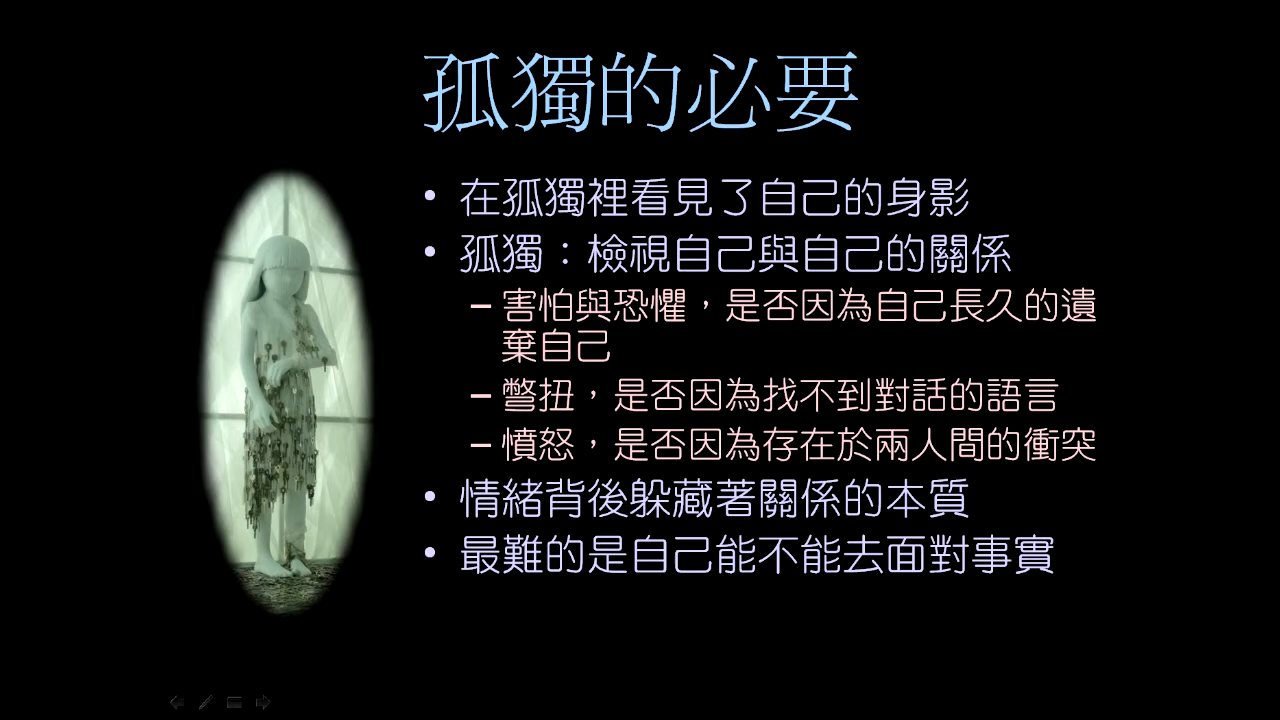 孤獨的必要
• 在孤獨裡看見了自己的身影
• 孤獨：檢視自己與自己的關係
– 害怕與恐懼，是否因為自己長久的遺
棄自己
– 彆扭，是否因為找不到對話的語言
– 憤怒，是否因為存在於兩人間的衝突
• 情緒背後躲藏著關係的本質
• 最難的是自己能不能去面對事實